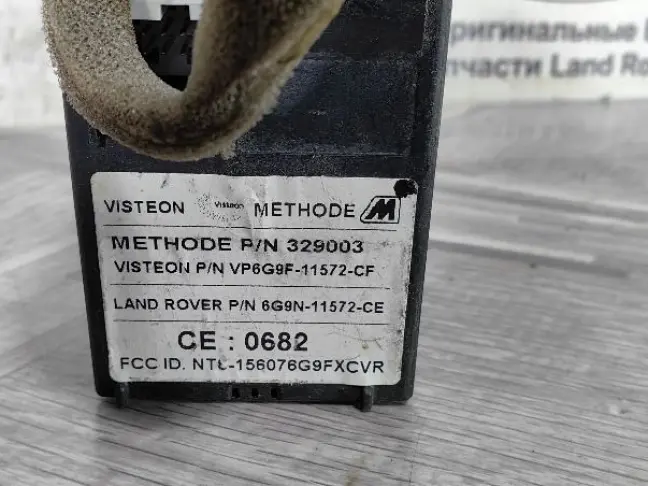 ригинальные
пчасти Land Ro
VISTEON Visteon METHODE M
METHODE P/N 329003
VISTEON P/N VP6G9F-11572-CF
LAND ROVER P/N 6G9N-11572-CE
CE : 0682
FCC ID. NT8-156076G9FXCVR